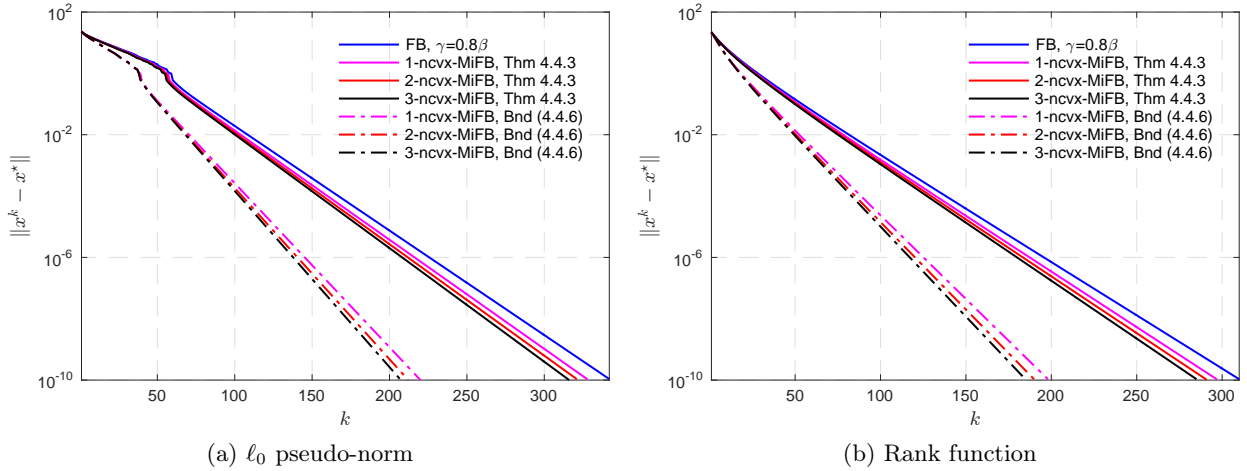 10^2
10^{-2}
10^{-6}
10^{-10}
‖x^k − x^⋆‖
FB, γ=0.8β
1-ncvx-MiFB, Thm 4.4.3
2-ncvx-MiFB, Thm 4.4.3
3-ncvx-MiFB, Thm 4.4.3
1-ncvx-MiFB, Bnd (4.4.6)
2-ncvx-MiFB, Bnd (4.4.6)
3-ncvx-MiFB, Bnd (4.4.6)
50 100 150 200 250 300
k
(a) ℓ_0 pseudo-norm
10^2
10^{-2}
10^{-6}
10^{-10}
‖x^k − x^⋆‖
FB, γ=0.8β
1-ncvx-MiFB, Thm 4.4.3
2-ncvx-MiFB, Thm 4.4.3
3-ncvx-MiFB, Thm 4.4.3
1-ncvx-MiFB, Bnd (4.4.6)
2-ncvx-MiFB, Bnd (4.4.6)
3-ncvx-MiFB, Bnd (4.4.6)
50 100 150 200 250 300
k
(b) Rank function